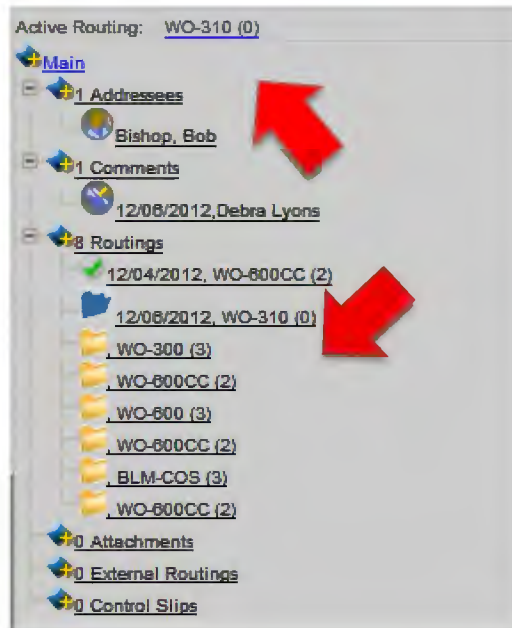 Active Routing: WO-310 (0)
Main
1 Addressees
Bishop, Bob
1 Comments
12/06/2012,Debra Lyons
8 Routings
12/04/2012, WO-600CC (2)
12/06/2012, WO-310 (0)
, WO-300 (3)
, WO-600CC (2)
, WO-600 (3)
, WO-600CC (2)
, BLM-COS (3)
, WO-600CC (2)
0 Attachments
0 External Routings
0 Control Slips